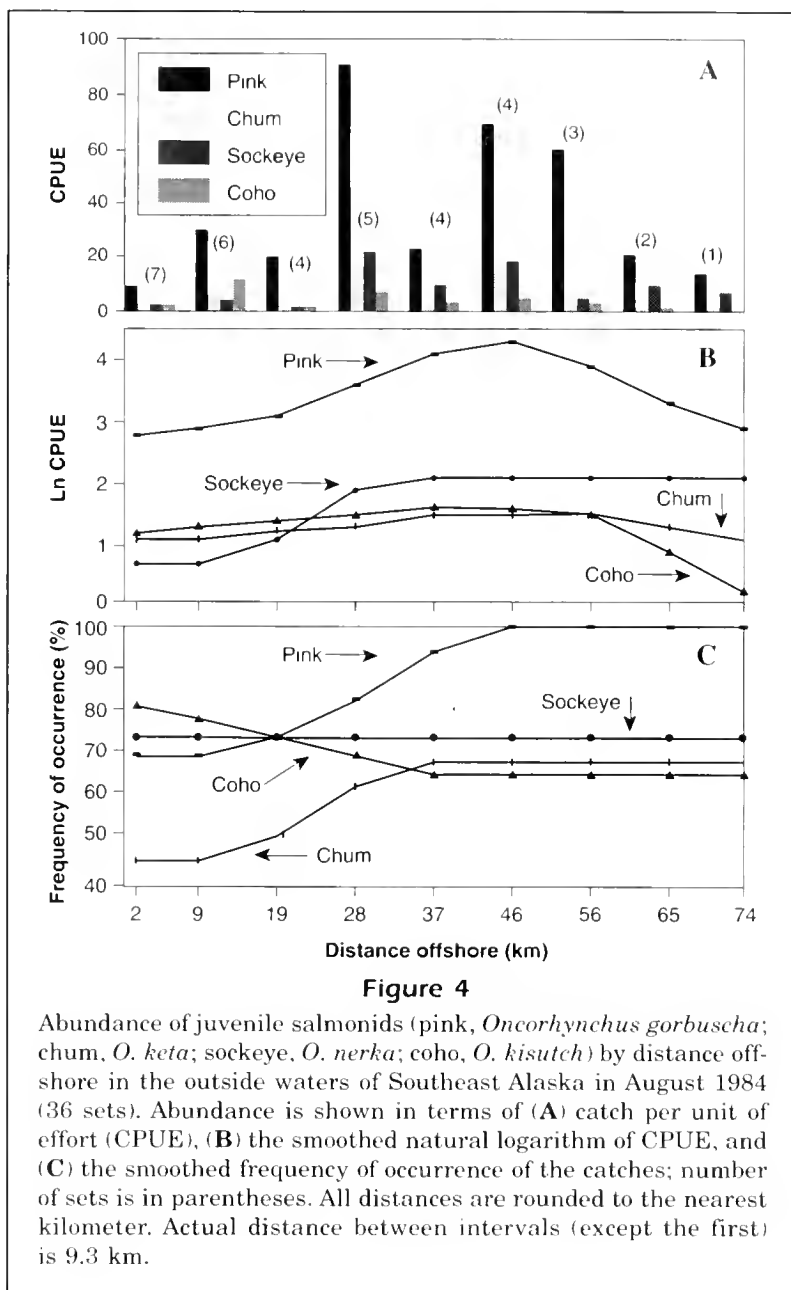 100
80
60
40
20
0
CPUE
Pink
Chum
Sockeye
Coho
A
(7)
(6)
(4)
(5)
(4)
(4)
(3)
(2)
(1)
4
3
2
1
0
Ln CPUE
B
Pink
Sockeye
Chum
Coho
100
90
80
70
60
50
40
Frequency of occurrence (%)
C
Pink
Sockeye
Coho
Chum
2 9 19 28 37 46 56 65 74
Distance offshore (km)
Figure 4
Abundance of juvenile salmonids (pink, Oncorhynchus gorbuscha;
chum, O. keta; sockeye, O. nerka; coho, O. kisutch) by distance off-
shore in the outside waters of Southeast Alaska in August 1984
(36 sets). Abundance is shown in terms of (A) catch per unit of
effort (CPUE), (B) the smoothed natural logarithm of CPUE, and
(C) the smoothed frequency of occurrence of the catches; number
of sets is in parentheses. All distances are rounded to the nearest
kilometer. Actual distance between intervals (except the first)
is 9.3 km.